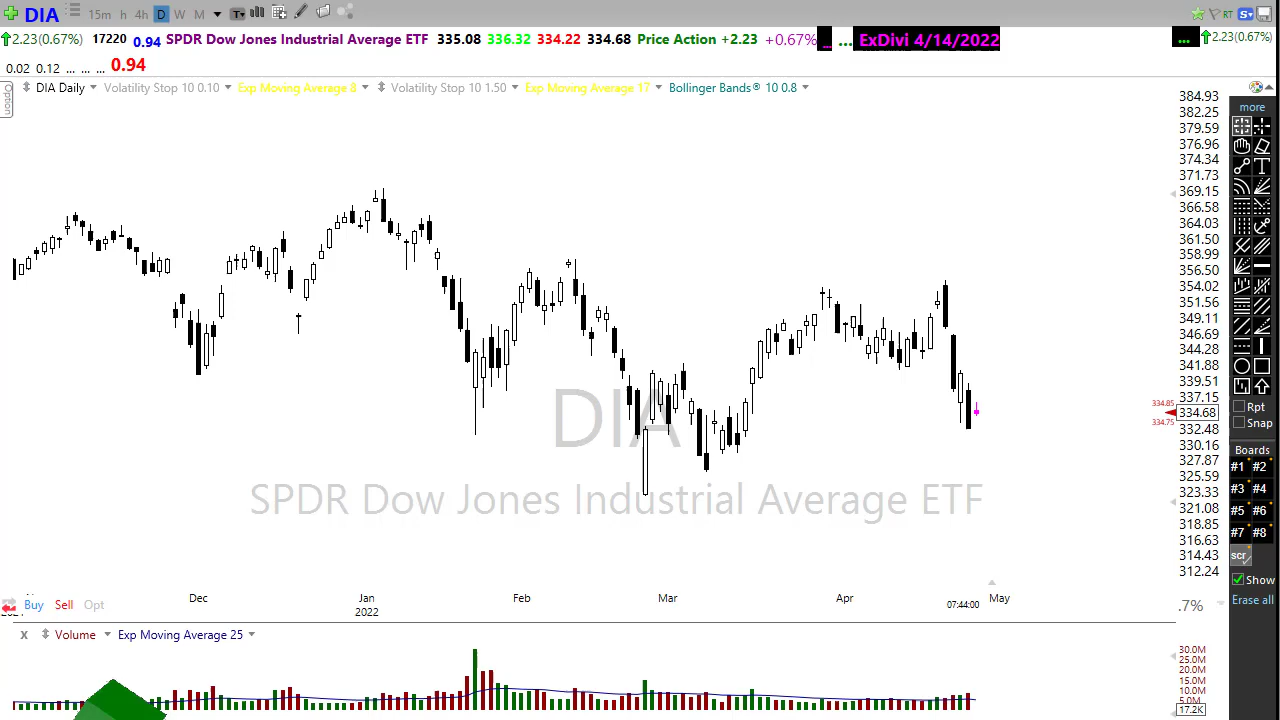 DIA 15m h 4h D W M T RT S
2.23(0.67%) 17220 0.94 SPDR Dow Jones Industrial Average ETF 335.08 336.32 334.22 334.68 Price Action +2.23 +0.67% ... ... ExDivi 4/14/2022 ... 2.23(0.67%)
0.02 0.12 ... ... ... 0.94
Option
DIA Daily Volatility Stop 10 0.10 Exp Moving Average 8 Volatility Stop 10 1.50 Exp Moving Average 17 Bollinger Bands® 10 0.8
384.93
382.25
379.59
376.96
374.34
371.73
369.15
366.58
364.03
361.50
358.99
356.50
354.02
351.56
349.11
346.69
344.28
341.88
339.51
337.15
334.85
334.68
334.75
332.48
330.16
327.87
325.59
323.33
321.08
318.85
316.63
314.43
312.24
DIA
SPDR Dow Jones Industrial Average ETF
more
Rpt
Snap
Boards
#1 #2
#3 #4
#5 #6
#7 #8
scr
Show
Erase all
Dec Jan Feb Mar Apr May
2022
07:44:00
.7%
Buy Sell Opt
X Volume Exp Moving Average 25
30.0M
25.0M
20.0M
15.0M
10.0M
17.2K